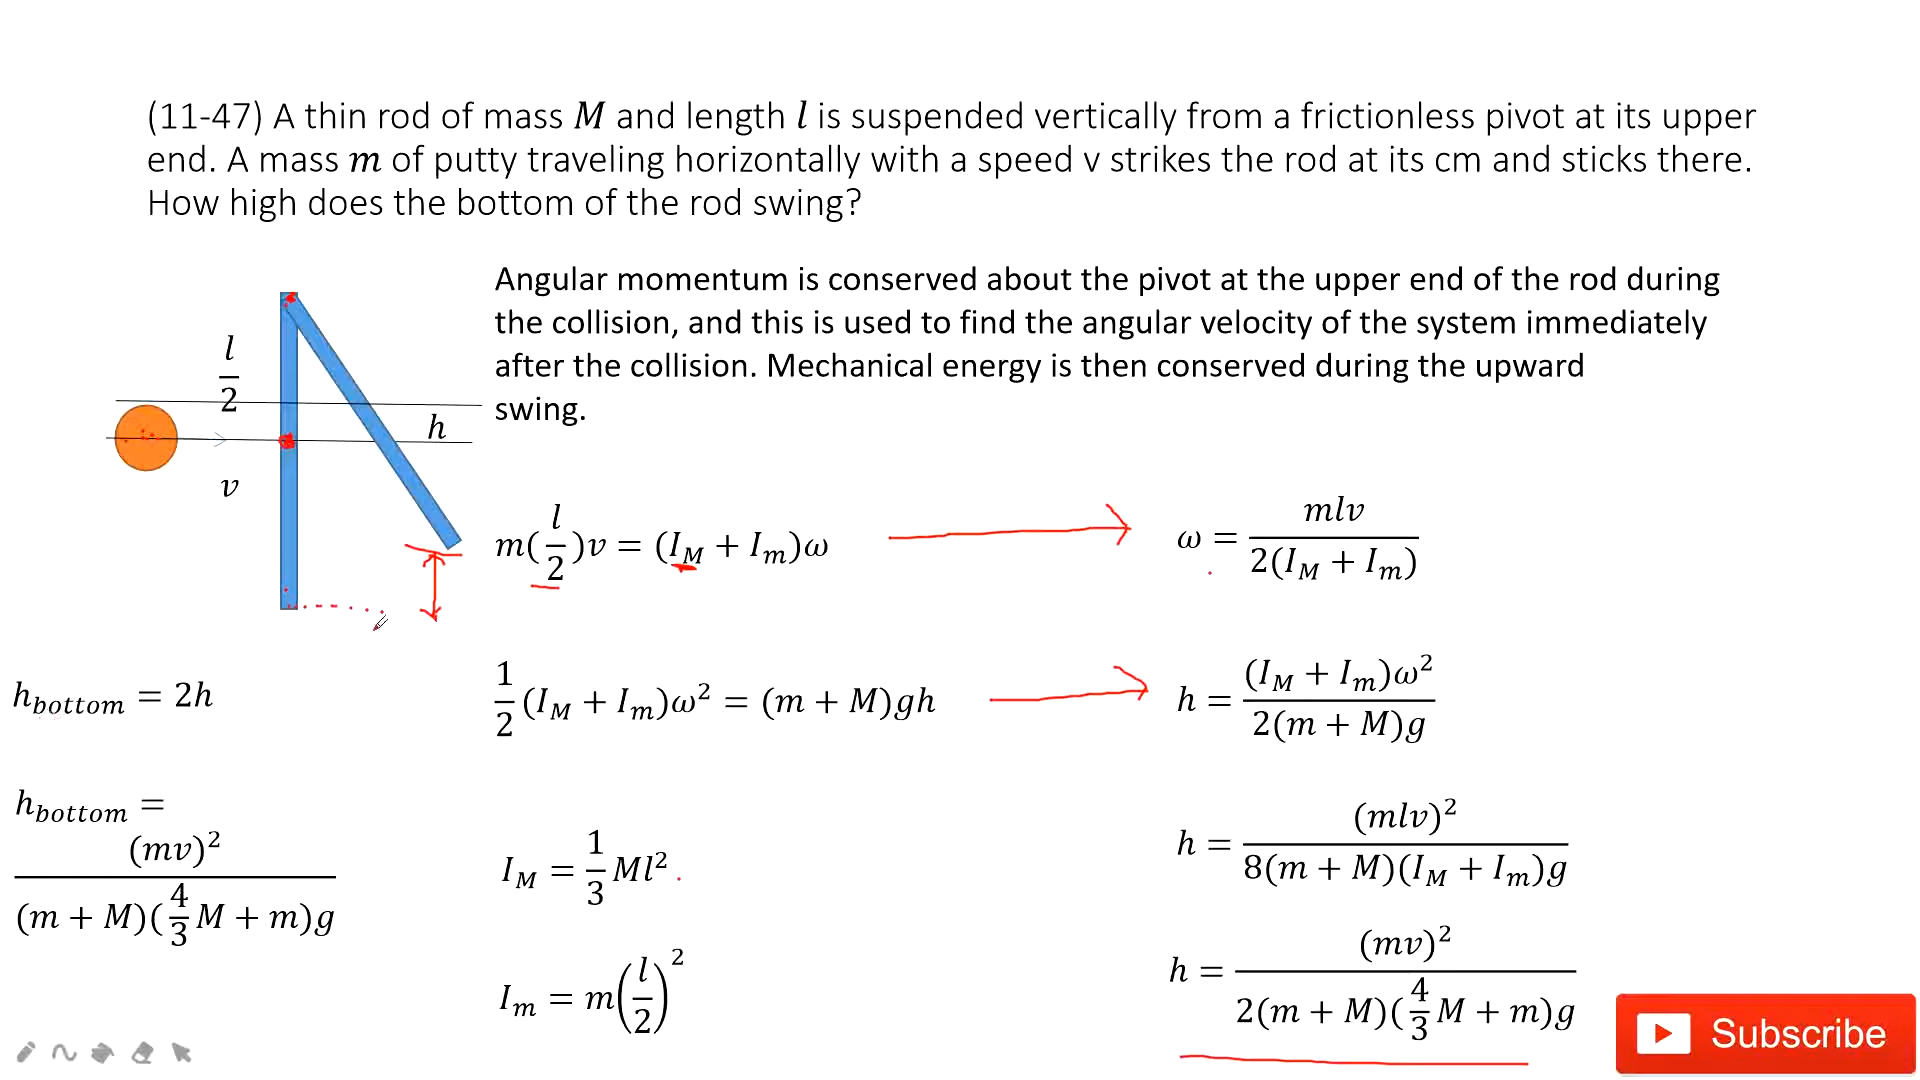 (11-47) A thin rod of mass M and length l is suspended vertically from a frictionless pivot at its upper
end. A mass m of putty traveling horizontally with a speed v strikes the rod at its cm and sticks there.
How high does the bottom of the rod swing?
Angular momentum is conserved about the pivot at the upper end of the rod during
the collision, and this is used to find the angular velocity of the system immediately
after the collision. Mechanical energy is then conserved during the upward
swing.
l/2
h
v
m(l/2)v = (I_M + I_m)ω
ω = mlv / 2(I_M + I_m)
h_bottom = 2h
1/2 (I_M + I_m)ω² = (m + M)gh
h = (I_M + I_m)ω² / 2(m + M)g
h_bottom =
(mv)² / (m + M)(4/3 M + m)g
I_M = 1/3 Ml²
h = (mlv)² / 8(m + M)(I_M + I_m)g
I_m = m(l/2)²
h = (mv)² / 2(m + M)(4/3 M + m)g
Subscribe